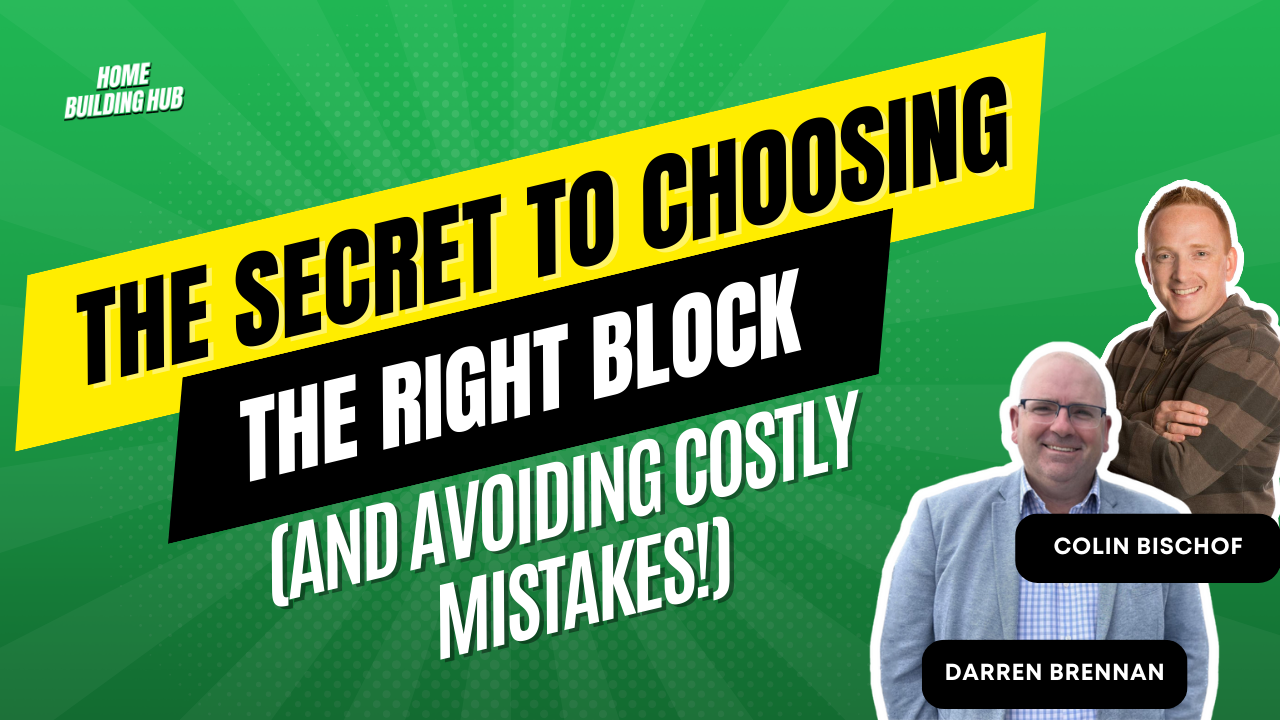 HOME
BUILDING HUB
THE SECRET TO CHOOSING
THE RIGHT BLOCK
(AND AVOIDING COSTLY
MISTAKES!)
COLIN BISCHOF
DARREN BRENNAN